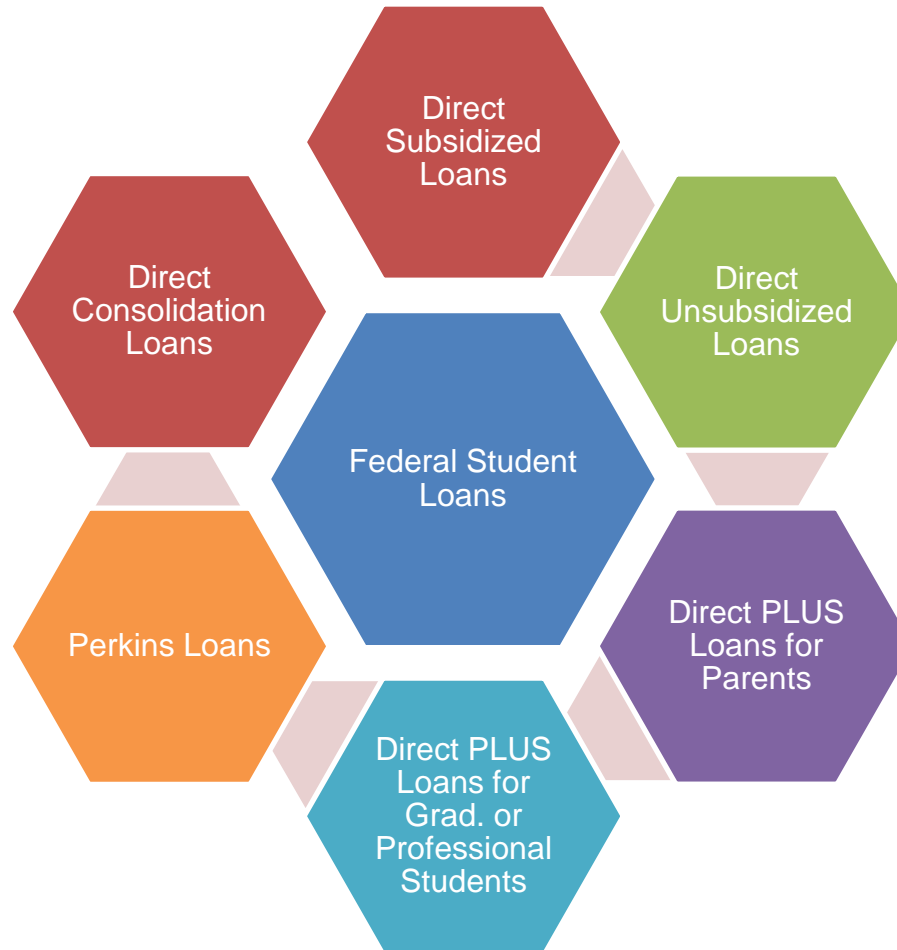 Direct
Subsidized
Loans
Direct
Unsubsidized
Loans
Direct PLUS
Loans for
Parents
Direct PLUS
Loans for
Grad. or
Professional
Students
Perkins Loans
Direct
Consolidation
Loans
Federal Student
Loans